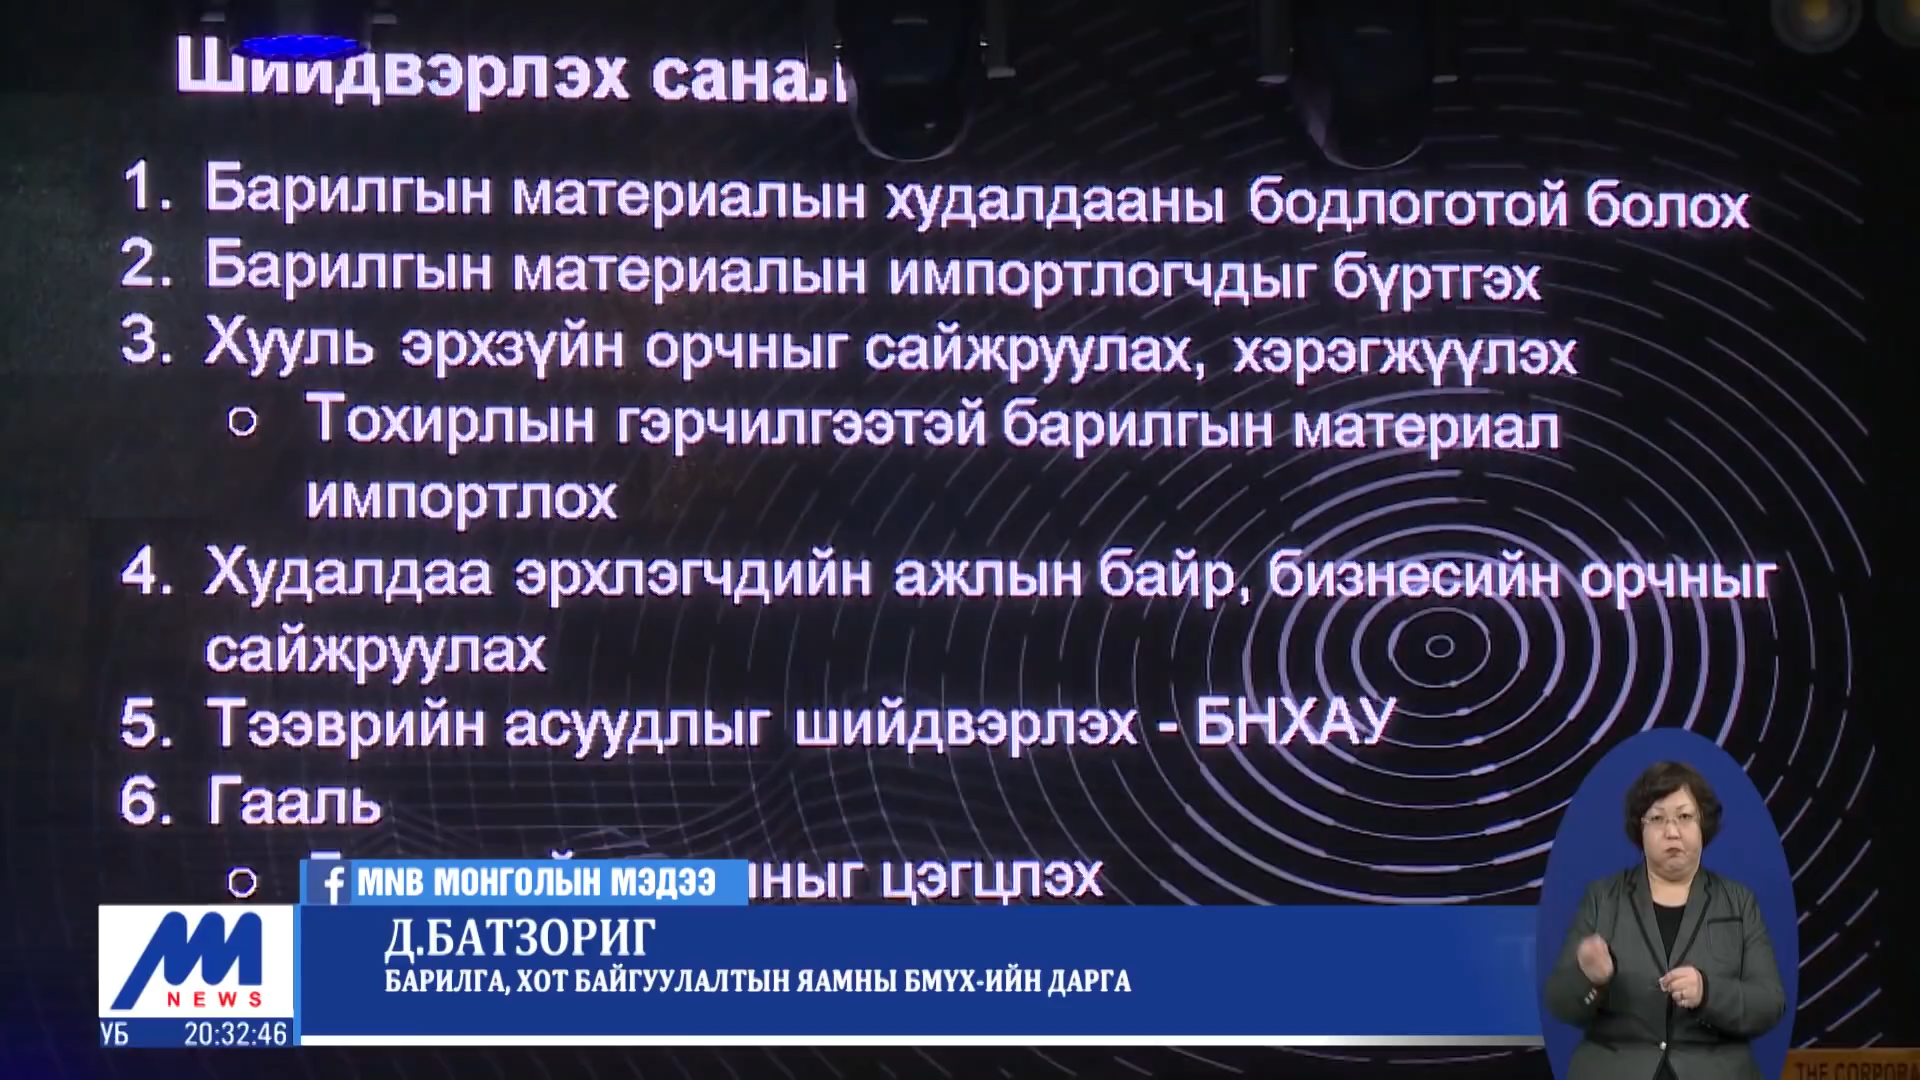 Шийдвэрлэх санал
1. Барилгын материалын худалдааны бодлоготой болох
2. Барилгын материалын импортлогчдыг бүртгэх
3. Хууль эрхзүйн орчныг сайжруулах, хэрэгжүүлэх
○ Тохирлын гэрчилгээтэй барилгын материал
импортлох
4. Худалдаа эрхлэгчдийн ажлын байр, бизнесийн орчныг
сайжруулах
5. Тээврийн асуудлыг шийдвэрлэх - БНХАУ
6. Гааль
○ цэгцлэх
MNB МОНГОЛЫН МЭДЭЭ
Д.БАТЗОРИГ
БАРИЛГА, ХОТ БАЙГУУЛАЛТЫН ЯАМНЫ БМҮХ-ИЙН ДАРГА
NEWS
УБ 20:32:46
THE CORPORA